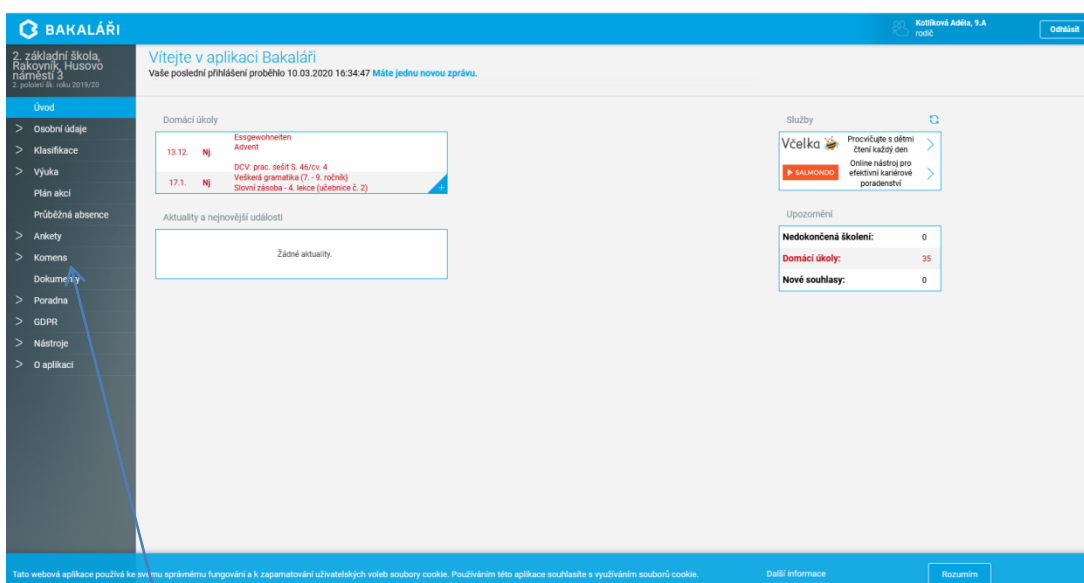 BAKALÁŘI
Kotlíková Adéla, 9.A
rodič
Odhlásit
2. základní škola,
Rakovník, Husovo
náměstí 3
2. pololetí šk. roku 2019/20
Vítejte v aplikaci Bakaláři
Vaše poslední přihlášení proběhlo 10.03.2020 16:34:47 Máte jednu novou zprávu.
Úvod
> Osobní údaje
> Klasifikace
> Výuka
Plán akcí
Průběžná absence
> Ankety
> Komens
Dokumenty
> Poradna
> GDPR
> Nástroje
> O aplikaci
Domácí úkoly
Essgewohneiten
13.12. Nj Advent
DCV: prac. sešit S. 46/cv. 4
17.1. Nj Veškerá gramatika (7. - 9. ročník)
Slovní zásoba - 4. lekce (učebnice č. 2)
+
Aktuality a nejnovější události
Žádné aktuality.
Služby
Včelka Procvičujte s dětmi
čtení každý den
SALMONDO Online nástroj pro
efektivní kariérové
poradenství
Upozornění
Nedokončená školení: 0
Domácí úkoly: 35
Nové souhlasy: 0
Tato webová aplikace používá ke svému správnému fungování a k zapamatování uživatelských voleb soubory cookie. Používáním této aplikace souhlasíte s využíváním souborů cookie.
Další informace
Rozumím